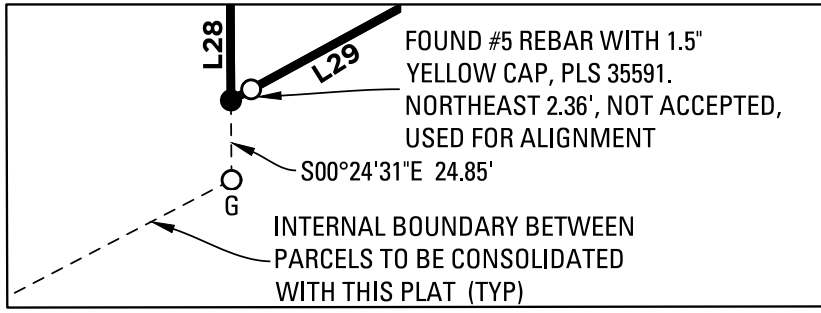 L28
L29
FOUND #5 REBAR WITH 1.5"
YELLOW CAP, PLS 35591.
NORTHEAST 2.36', NOT ACCEPTED,
USED FOR ALIGNMENT
S00°24'31"E 24.85'
G
INTERNAL BOUNDARY BETWEEN
PARCELS TO BE CONSOLIDATED
WITH THIS PLAT (TYP)